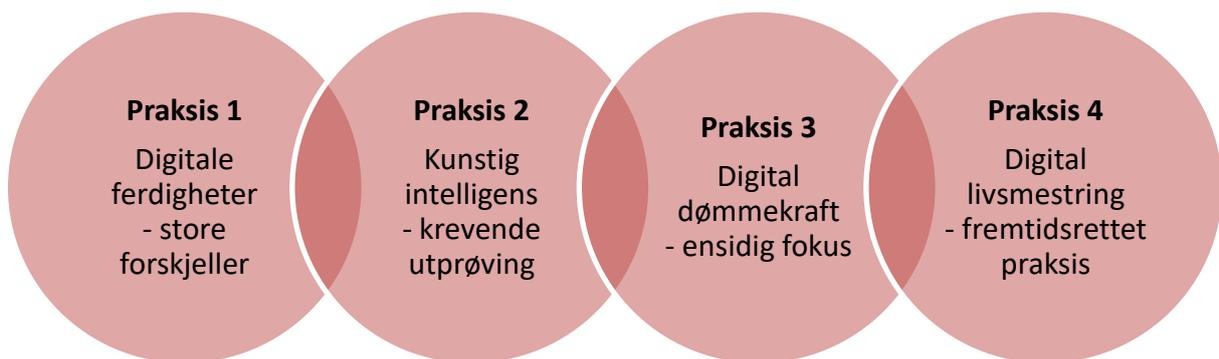 Praksis 1
Digitale
ferdigheter
- store
forskjeller
Praksis 2
Kunstig
intelligens
- krevende
utprøving
Praksis 3
Digital
dømmekraft
- ensidig fokus
Praksis 4
Digital
livsmestring
- fremtidsrettet
praksis